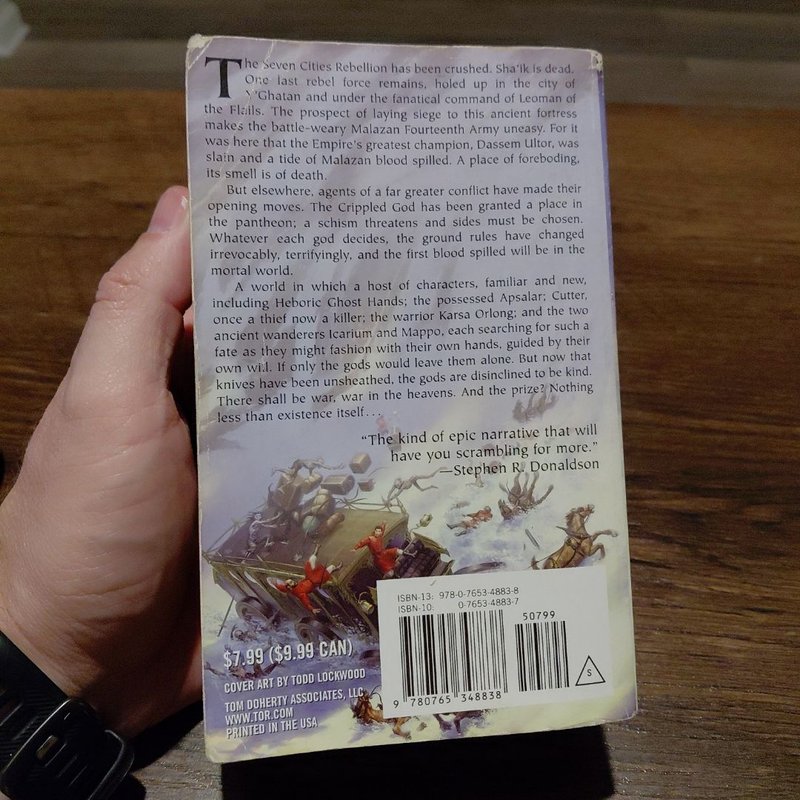 The Seven Cities Rebellion has been crushed. Sha'ik is dead.
One last rebel force remains, holed up in the city of
Y'Ghatan and under the fanatical command of Leoman of
the Flails. The prospect of laying siege to this ancient fortress
makes the battle-weary Malazan Fourteenth Army uneasy. For it
was here that the Empire's greatest champion, Dassem Ultor, was
slain and a tide of Malazan blood spilled. A place of foreboding,
its smell is of death.
But elsewhere, agents of a far greater conflict have made their
opening moves. The Crippled God has been granted a place in
the pantheon; a schism threatens and sides must be chosen.
Whatever each god decides, the ground rules have changed
irrevocably, terrifyingly, and the first blood spilled will be in the
mortal world.
A world in which a host of characters, familiar and new,
including Heboric Ghost Hands; the possessed Apsalar; Cutter,
once a thief now a killer; the warrior Karsa Orlong; and the two
ancient wanderers Icarium and Mappo, each searching for such a
fate as they might fashion with their own hands, guided by their
own will. If only the gods would leave them alone. But now that
knives have been unsheathed, the gods are disinclined to be kind.
There shall be war, war in the heavens. And the prize? Nothing
less than existence itself...
"The kind of epic narrative that will
have you scrambling for more."
—Stephen R. Donaldson
ISBN-13: 978-0-7653-4883-8
ISBN-10: 0-7653-4883-7
50799
9 780765 348838
S
$7.99 ($9.99 CAN)
COVER ART BY TODD LOCKWOOD
TOM DOHERTY ASSOCIATES, LLC
WWW.TOR.COM
PRINTED IN THE USA